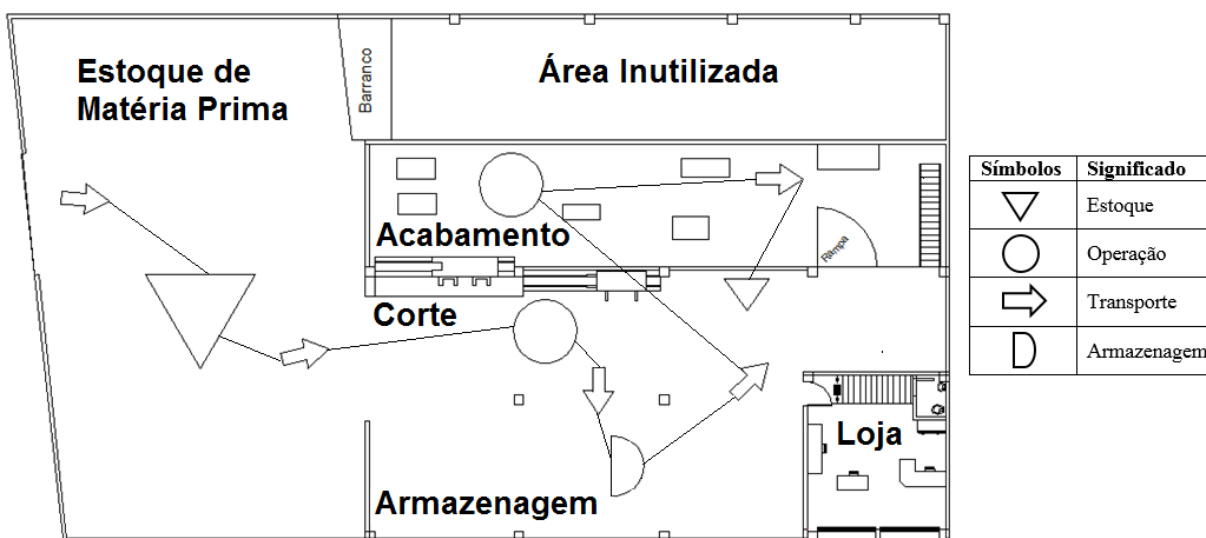 Estoque de
Matéria Prima
Barranco
Área Inutilizada
Acabamento
Rampa
Corte
Armazenagem
Loja
Símbolos Significado
Estoque
Operação
Transporte
Armazenagem